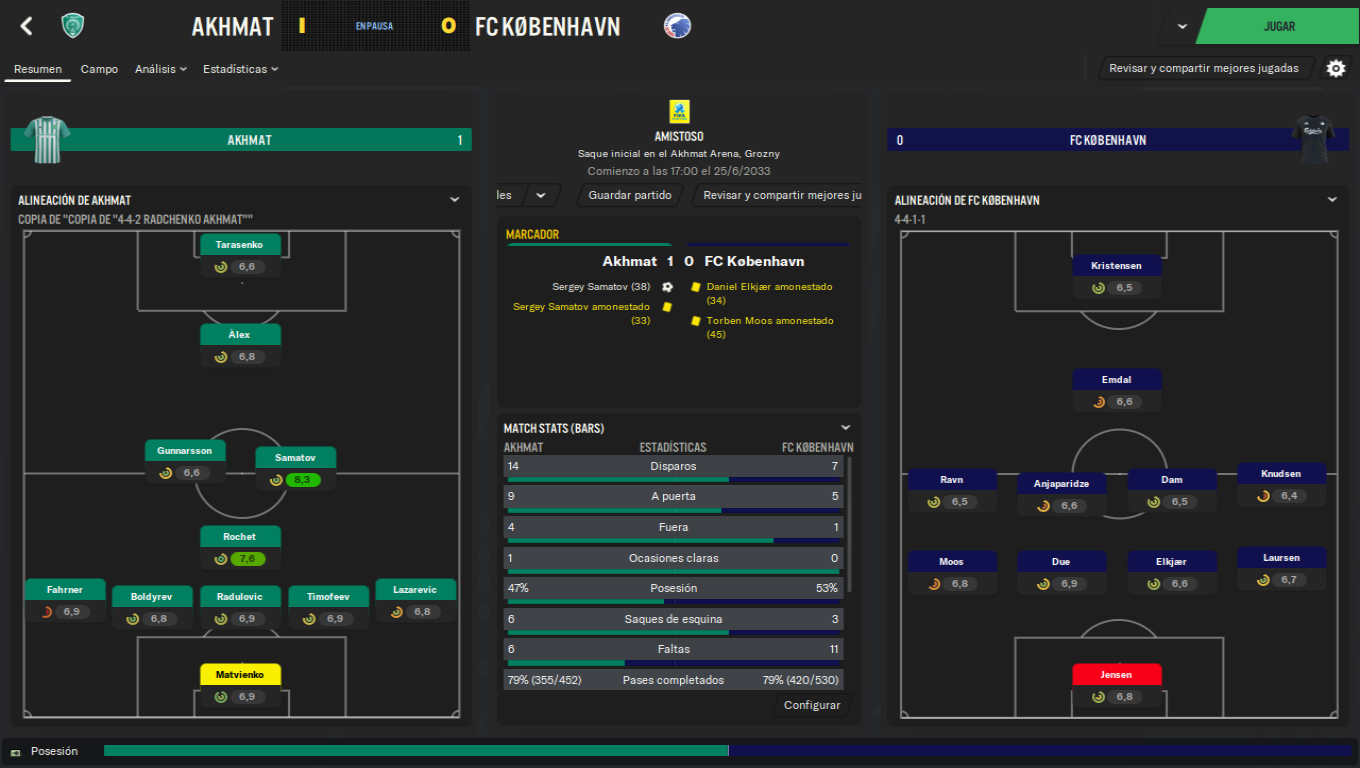 AKHMAT
1
EN PAUSA
0
FC KØBENHAVN
JUGAR
Resumen
Campo
Análisis
Estadísticas
Revisar y compartir mejores jugadas
AKHMAT 1
COPIA DE "COPIA DE "4-4-2 RADCHENKO AKHMAT""
ALINEACIÓN DE AKHMAT
Tarasenko
6,6
Àlex
6,8
Gunnarsson
6,6
Samatov
8,3
Rochet
7,6
Fahrner
6,9
Boldyrev
6,8
Radulovic
6,9
Timofeev
6,9
Lazarevic
6,8
Matvienko
6,9
FIFA
AMISTOSO
Saque inicial en el Akhmat Arena, Grozny
Comienzo a las 17:00 el 25/6/2033
les
Guardar partido
Revisar y compartir mejores ju
MARCADOR
Akhmat 1 0 FC København
Sergey Samatov (38)
Sergey Samatov amonestado
(33)
Daniel Elkjær amonestado
(34)
Torben Moos amonestado
(45)
MATCH STATS (BARS)
AKHMAT ESTADÍSTICAS FC KØBENHAVN
14 Disparos 7
9 A puerta 5
4 Fuera 1
1 Ocasiones claras 0
47% Posesión 53%
6 Saques de esquina 3
6 Faltas 11
79% (355/452) Pases completados 79% (420/530)
Configurar
0 FC KØBENHAVN
Carlsberg
ALINEACIÓN DE FC KØBENHAVN
4-4-1-1
Kristensen
6,5
Emdal
6,6
Ravn
6,5
Anjaparidze
6,6
Dam
6,5
Knudsen
6,4
Moos
6,8
Due
6,9
Elkjær
6,6
Laursen
6,7
Jensen
6,8
Posesión